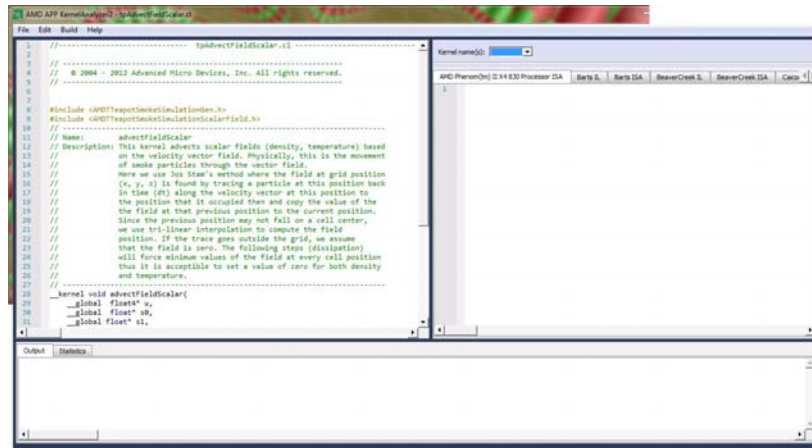 AMD APP KernelAnalyzer2 - tpAdvectFieldScalar.cl
File Edit Build Help
1 //---------------------------- tpAdvectFieldScalar.cl ----------------------------
2
3 // ----------------------------------------------------------------
4 // © 2004 - 2012 Advanced Micro Devices, Inc. All rights reserved.
5 // ----------------------------------------------------------------
6
7
8 #include <AMDTTeapotSmokeSimulationGen.h>
9 #include <AMDTTeapotSmokeSimulationScalarField.h>
10 // ----------------------------------------------------------------
11 // Name: advectFieldScalar
12 // Description: This kernel advects scalar fields (density, temperature) based
13 // on the velocity vector field. Physically, this is the movement
14 // of smoke particles through the vector field.
15 // Here we use Jos Stam's method where the field at grid position
16 // (x, y, z) is found by tracing a particle at this position back
17 // in time (dt) along the velocity vector at this position to
18 // the position that it occupied then and copy the value of the
19 // the field at that previous position to the current position.
20 // Since the previous position may not fall on a cell center,
21 // we use tri-linear interpolation to compute the field
22 // position. If the trace goes outside the grid, we assume
23 // that the field is zero. The following steps (dissipation)
24 // will force minimum values of the field at every cell position
25 // thus it is acceptible to set a value of zero for both density
26 // and temperature.
27 // ----------------------------------------------------------------
28 __kernel void advectFieldScalar(
29 __global float4* u,
30 __global float* s0,
31 __global float* s1,
Kernel name(s):
AMD Phenom(tm) II X4 830 Processor ISA Barts IL Barts ISA BeaverCreek IL BeaverCreek ISA Caico
1
Output Statistics